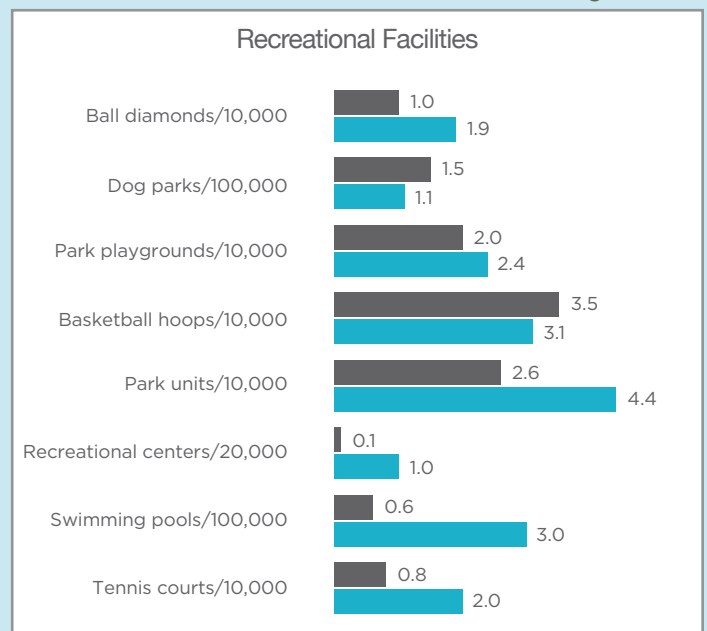 Recreational Facilities
Ball diamonds/10,000
1.0
1.9
Dog parks/100,000
1.5
1.1
Park playgrounds/10,000
2.0
2.4
Basketball hoops/10,000
3.5
3.1
Park units/10,000
2.6
4.4
Recreational centers/20,000
0.1
1.0
Swimming pools/100,000
0.6
3.0
Tennis courts/10,000
0.8
2.0